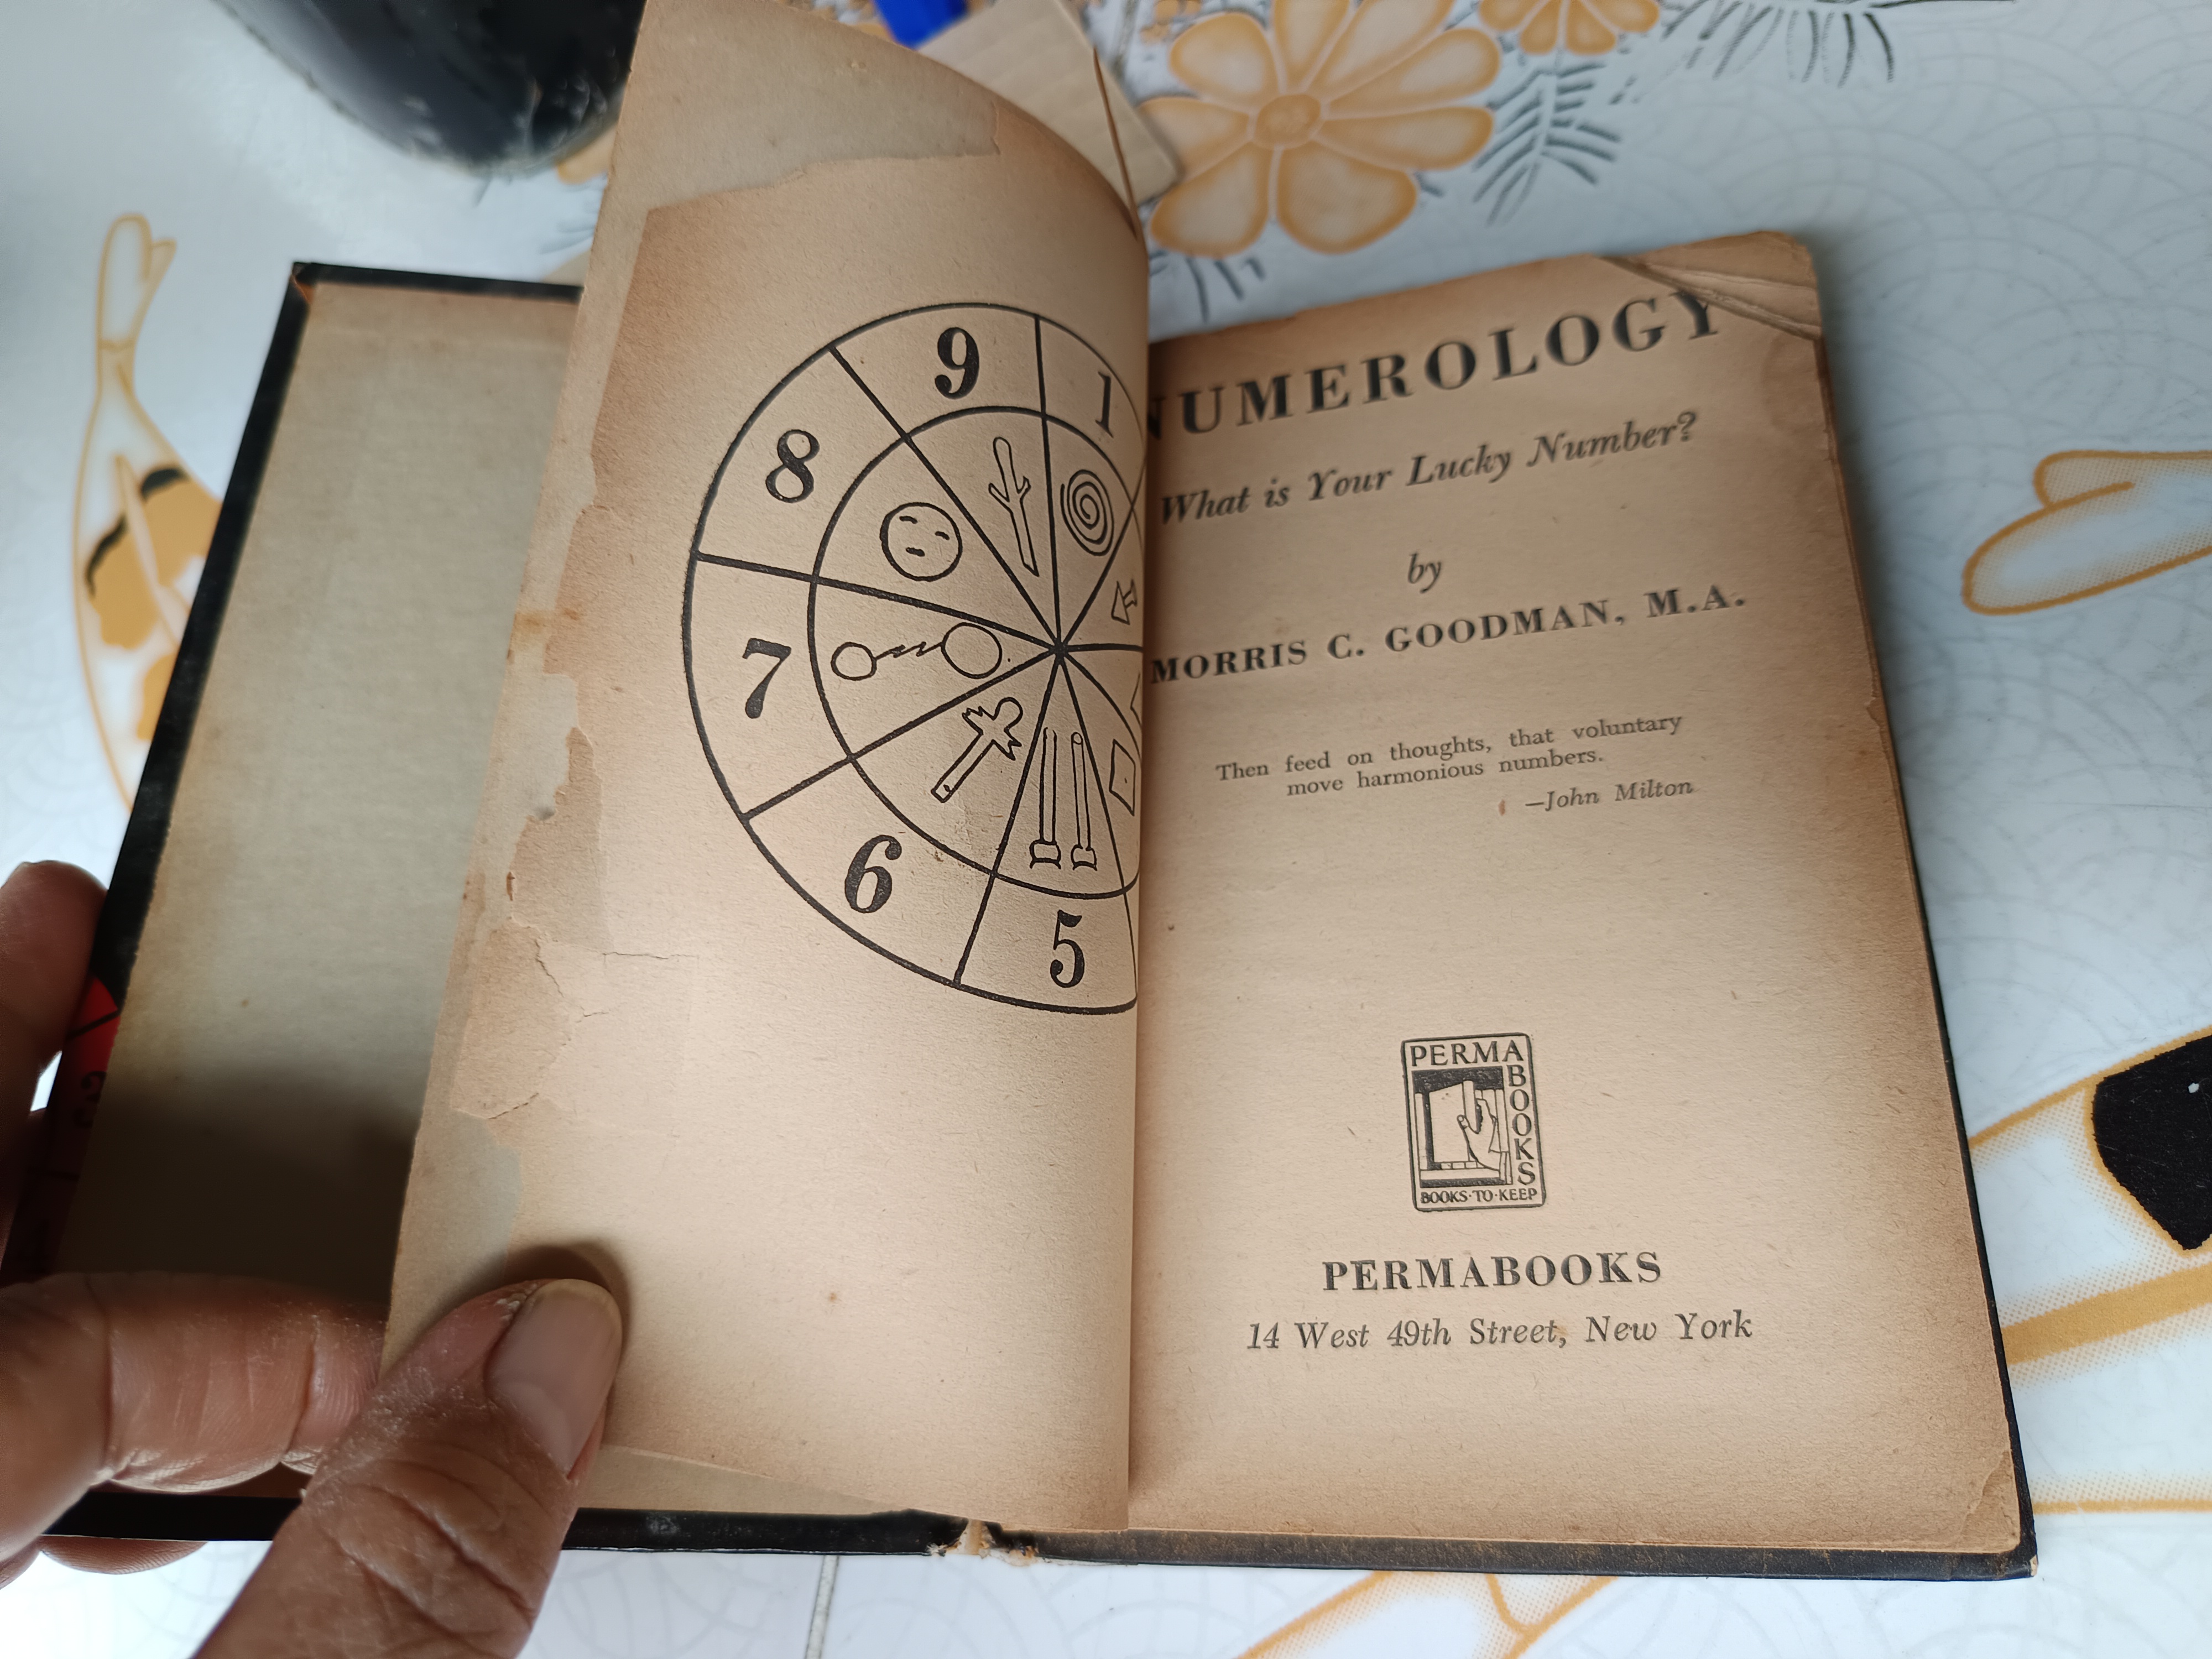 9
1
8
7
6
5
NUMEROLOGY
What is Your Lucky Number?
by
MORRIS C. GOODMAN, M.A.
Then feed on thoughts, that voluntary
move harmonious numbers.
—John Milton
PERMA
BOOKS
BOOKS·TO·KEEP
PERMABOOKS
14 West 49th Street, New York